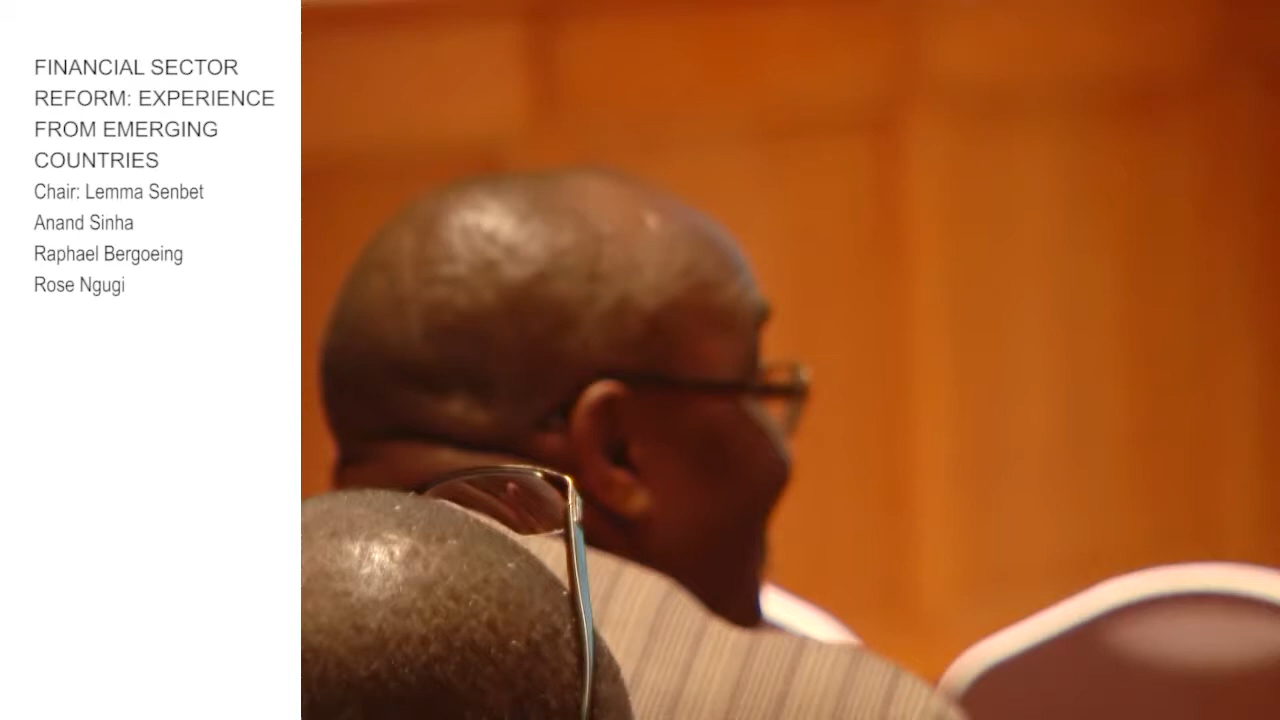 FINANCIAL SECTOR
REFORM: EXPERIENCE
FROM EMERGING
COUNTRIES
Chair: Lemma Senbet
Anand Sinha
Raphael Bergoeing
Rose Ngugi